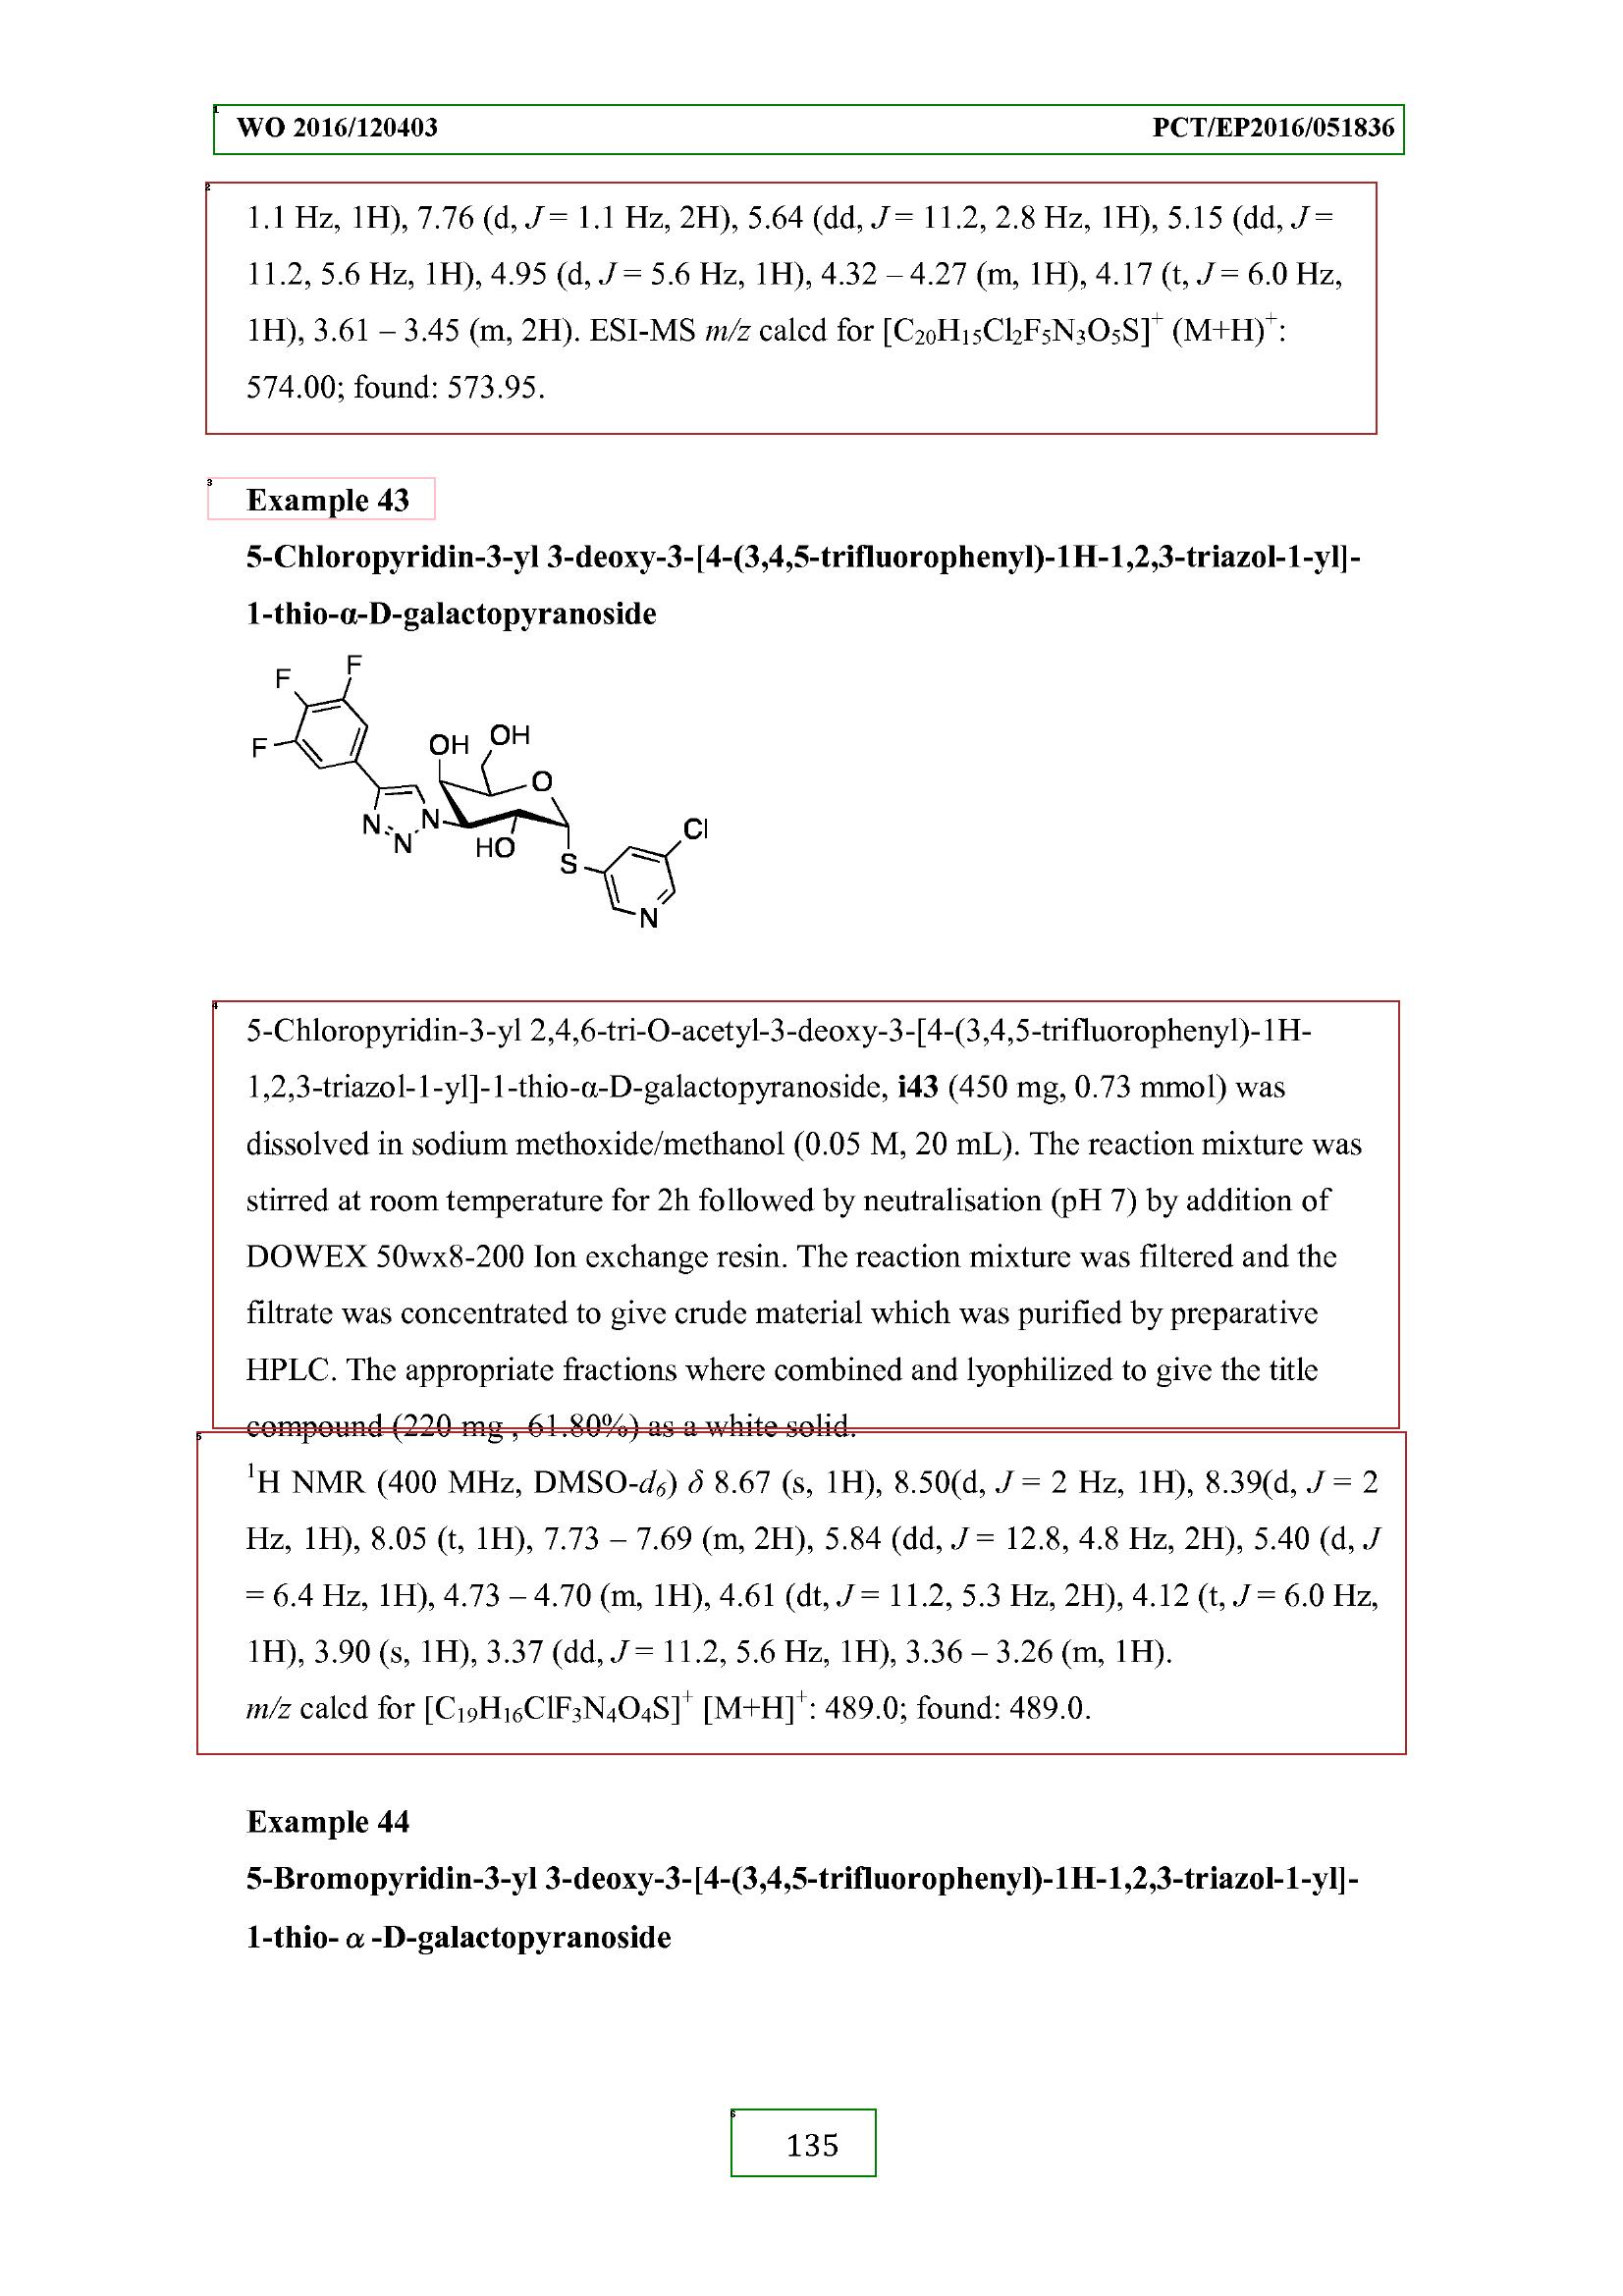 WO 2016/120403 PCT/EP2016/051836
1.1 Hz, 1H), 7.76 (d, J = 1.1 Hz, 2H), 5.64 (dd, J = 11.2, 2.8 Hz, 1H), 5.15 (dd, J =
11.2, 5.6 Hz, 1H), 4.95 (d, J = 5.6 Hz, 1H), 4.32 – 4.27 (m, 1H), 4.17 (t, J = 6.0 Hz,
1H), 3.61 – 3.45 (m, 2H). ESI-MS m/z calcd for [C₂₀H₁₅Cl₂F₅N₃O₅S]⁺ (M+H)⁺:
574.00; found: 573.95.
Example 43
5-Chloropyridin-3-yl 3-deoxy-3-[4-(3,4,5-trifluorophenyl)-1H-1,2,3-triazol-1-yl]-
1-thio-α-D-galactopyranoside
F
F
F
OH
OH
O
N
N
N
HO
S
Cl
N
5-Chloropyridin-3-yl 2,4,6-tri-O-acetyl-3-deoxy-3-[4-(3,4,5-trifluorophenyl)-1H-
1,2,3-triazol-1-yl]-1-thio-α-D-galactopyranoside, i43 (450 mg, 0.73 mmol) was
dissolved in sodium methoxide/methanol (0.05 M, 20 mL). The reaction mixture was
stirred at room temperature for 2h followed by neutralisation (pH 7) by addition of
DOWEX 50wx8-200 Ion exchange resin. The reaction mixture was filtered and the
filtrate was concentrated to give crude material which was purified by preparative
HPLC. The appropriate fractions where combined and lyophilized to give the title
compound (220 mg , 61.80%) as a white solid.
¹H NMR (400 MHz, DMSO-d₆) δ 8.67 (s, 1H), 8.50(d, J = 2 Hz, 1H), 8.39(d, J = 2
Hz, 1H), 8.05 (t, 1H), 7.73 – 7.69 (m, 2H), 5.84 (dd, J = 12.8, 4.8 Hz, 2H), 5.40 (d, J
= 6.4 Hz, 1H), 4.73 – 4.70 (m, 1H), 4.61 (dt, J = 11.2, 5.3 Hz, 2H), 4.12 (t, J = 6.0 Hz,
1H), 3.90 (s, 1H), 3.37 (dd, J = 11.2, 5.6 Hz, 1H), 3.36 – 3.26 (m, 1H).
m/z calcd for [C₁₉H₁₆ClF₃N₄O₄S]⁺ [M+H]⁺: 489.0; found: 489.0.
Example 44
5-Bromopyridin-3-yl 3-deoxy-3-[4-(3,4,5-trifluorophenyl)-1H-1,2,3-triazol-1-yl]-
1-thio- α -D-galactopyranoside
135